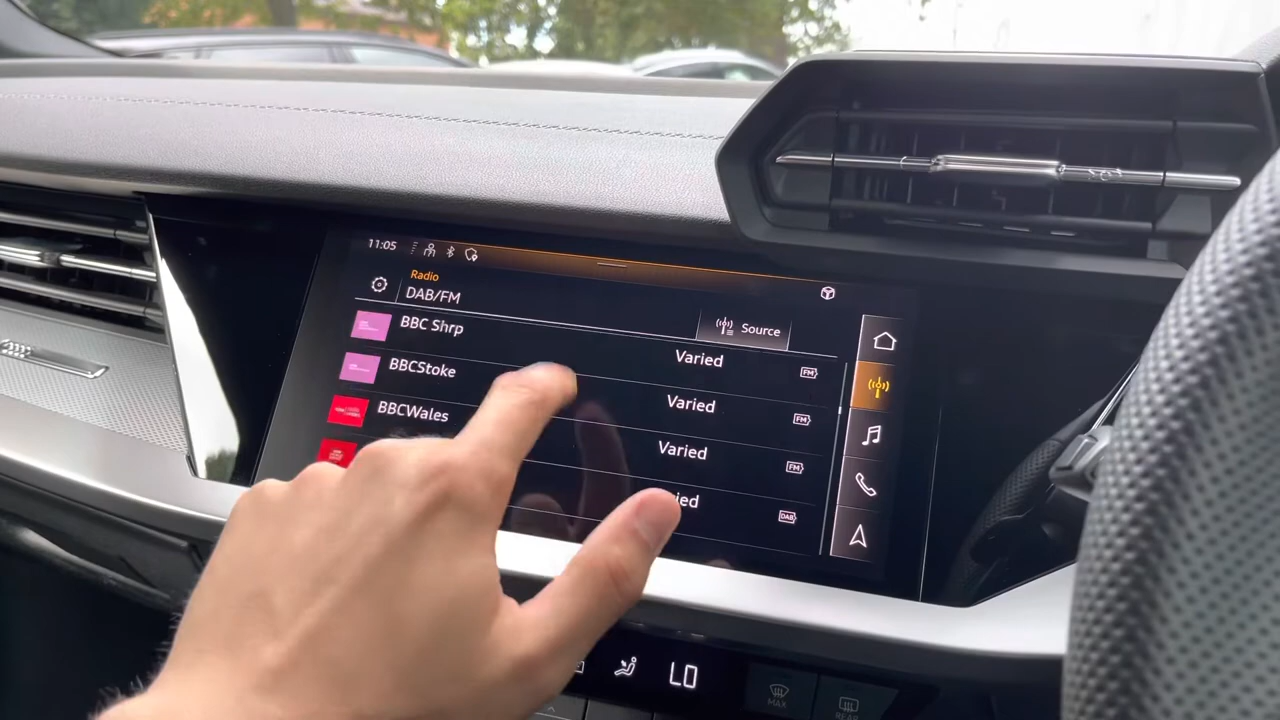 11:05
Radio
DAB/FM
Source
BBC Shrp
Varied
FM
BBCStoke
Varied
FM
BBCWales
Varied
FM
ied
DAB
LO
MAX
REAR